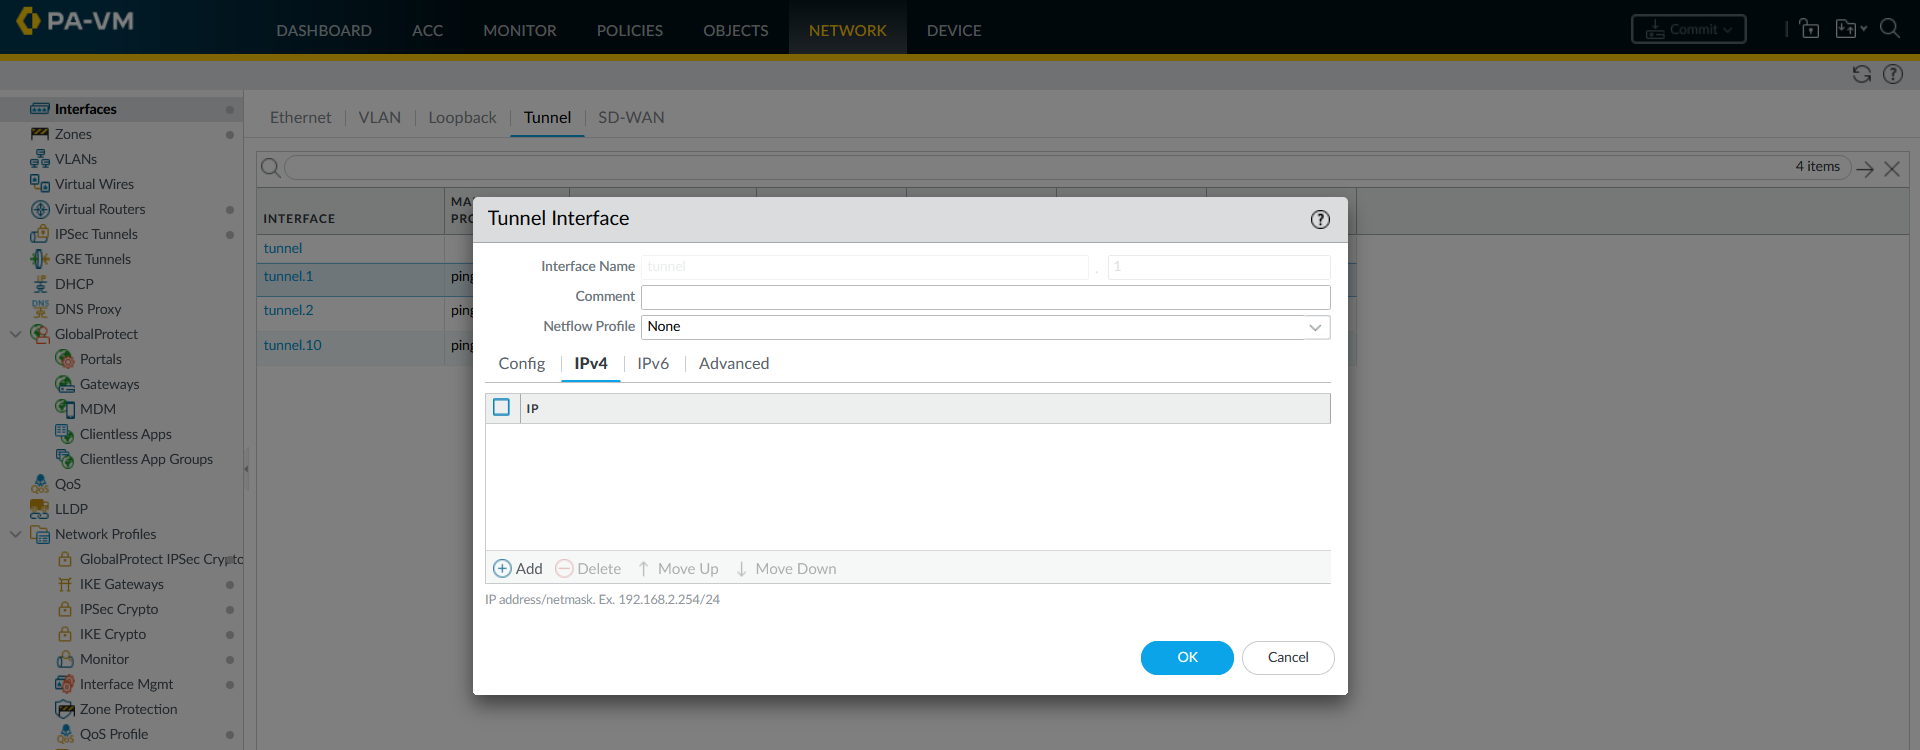 PA-VM
DASHBOARD ACC MONITOR POLICIES OBJECTS NETWORK DEVICE
Commit
Interfaces
Zones
VLANs
Virtual Wires
Virtual Routers
IPSec Tunnels
GRE Tunnels
DHCP
DNS Proxy
GlobalProtect
Portals
Gateways
MDM
Clientless Apps
Clientless App Groups
QoS
LLDP
Network Profiles
GlobalProtect IPSec Crypto
IKE Gateways
IPSec Crypto
IKE Crypto
Monitor
Interface Mgmt
Zone Protection
QoS Profile
Ethernet VLAN Loopback Tunnel SD-WAN
4 items
INTERFACE
MA
PRO
tunnel
tunnel.1 ping
tunnel.2 ping
tunnel.10 ping
Tunnel Interface
Interface Name tunnel . 1
Comment
Netflow Profile None
Config IPv4 IPv6 Advanced
IP
Add Delete Move Up Move Down
IP address/netmask. Ex. 192.168.2.254/24
OK Cancel